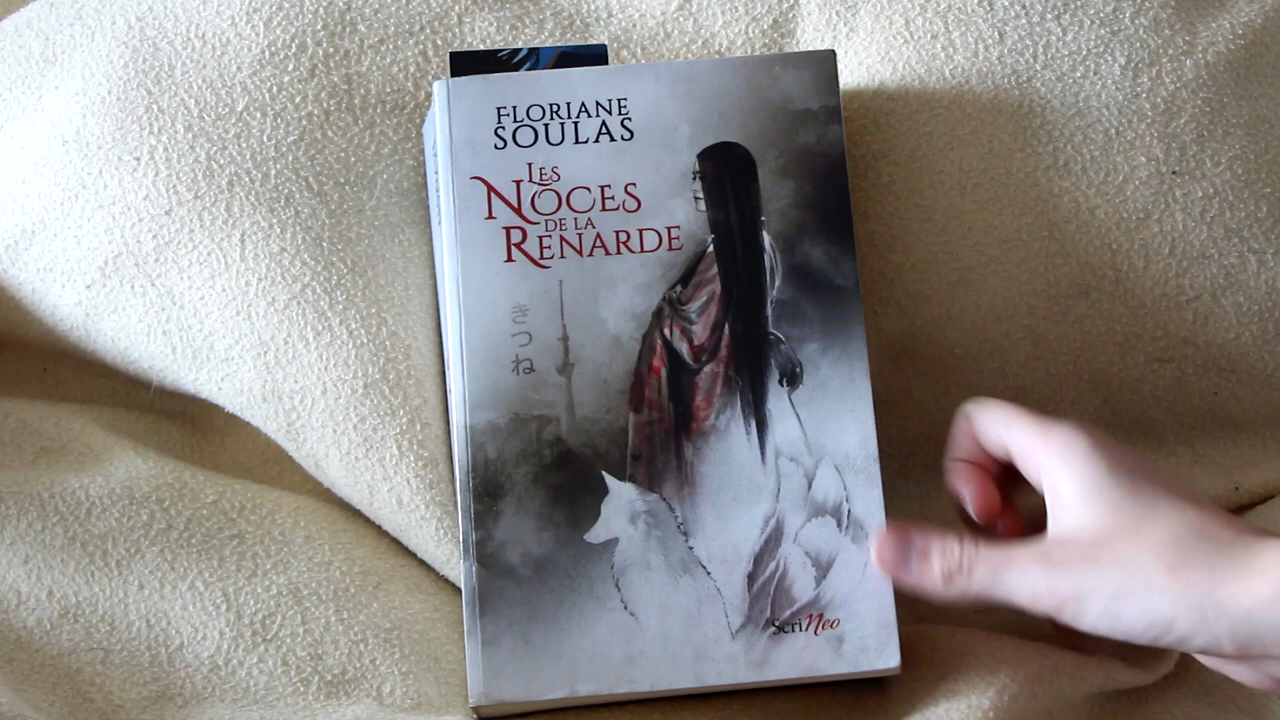 FLORIANE
SOULAS
LES
NOCES
DE LA
RENARDE
きつね
ScriNeo